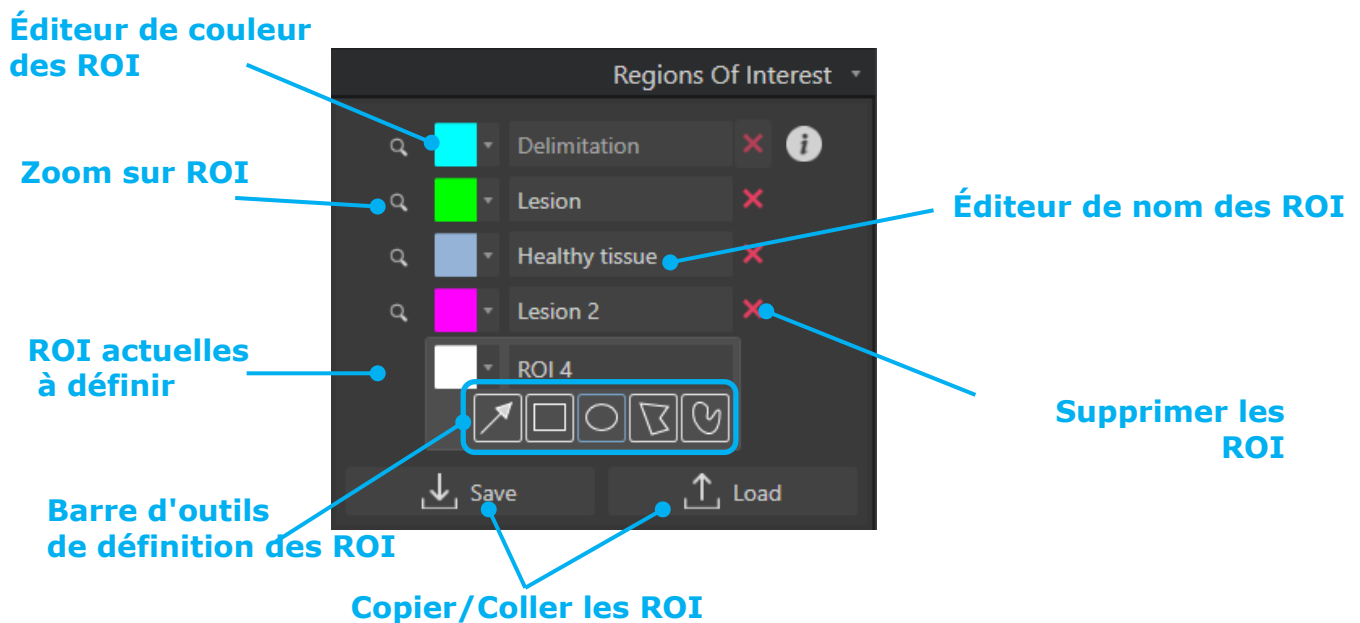 Éditeur de couleur
des ROI
Regions Of Interest
Delimitation
i
Zoom sur ROI
Lesion
Éditeur de nom des ROI
Healthy tissue
Lesion 2
ROI actuelles
à définir
ROI 4
Supprimer les
ROI
Save
Load
Barre d'outils
de définition des ROI
Copier/Coller les ROI